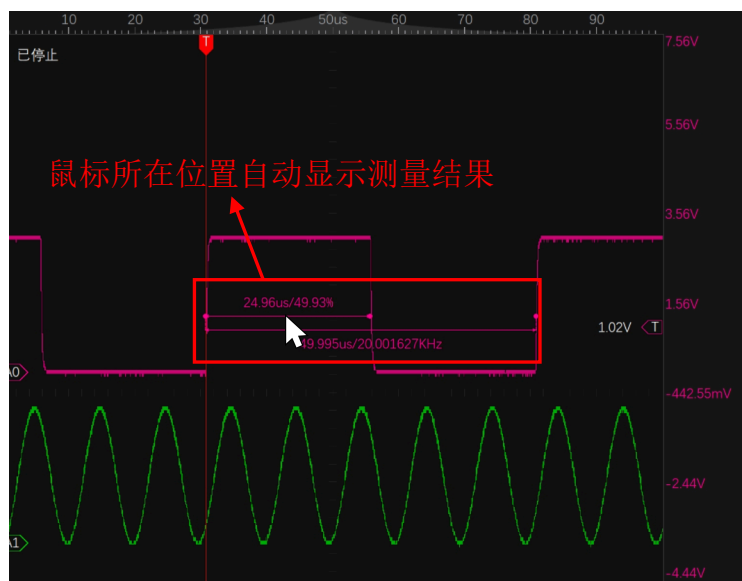 10 20 30 40 50us 60 70 80 90
T
7.56V
已停止
5.56V
鼠标所在位置自动显示测量结果
3.56V
24.96us/49.93%
1.56V
1.02V T
49.995us/20.001627KHz
A0
-442.55mV
-2.44V
A1
-4.44V